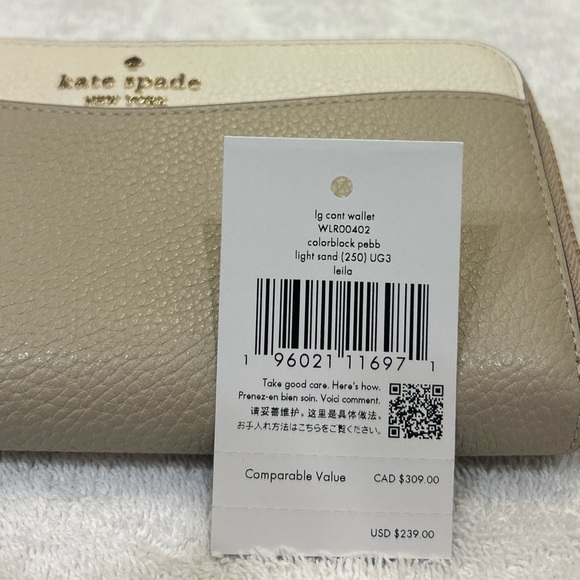 kate spade
NEW YORK
lg cont wallet
WLR00402
colorblock pebb
light sand (250) UG3
leila
1 96021 11697 1
Take good care. Here's how.
Prenez-en bien soin. Voici comment.
请妥善维护。这里是具体做法。
お手入れ方法はこちらをご覧ください。
Comparable Value CAD $309.00
USD $239.00